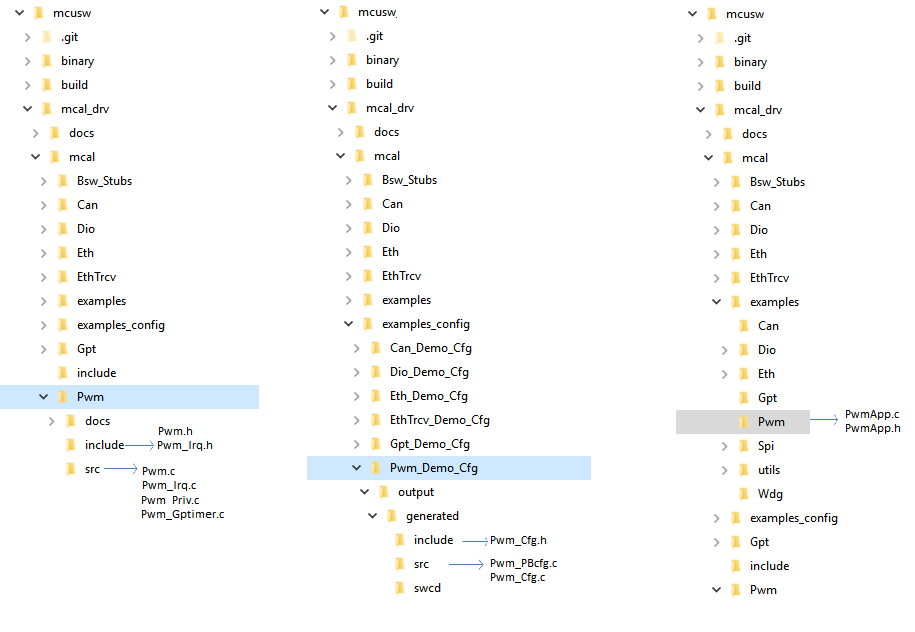 mcusw
.git
binary
build
mcal_drv
docs
mcal
Bsw_Stubs
Can
Dio
Eth
EthTrcv
examples
examples_config
Gpt
include
Pwm
docs
include
Pwm.h
Pwm_Irq.h
src
Pwm.c
Pwm_Irq.c
Pwm_Priv.c
Pwm_Gptimer.c
mcusw
.git
binary
build
mcal_drv
docs
mcal
Bsw_Stubs
Can
Dio
Eth
EthTrcv
examples
examples_config
Can_Demo_Cfg
Dio_Demo_Cfg
Eth_Demo_Cfg
EthTrcv_Demo_Cfg
Gpt_Demo_Cfg
Pwm_Demo_Cfg
output
generated
include
Pwm_Cfg.h
src
Pwm_PBcfg.c
Pwm_Cfg.c
swcd
mcusw
.git
binary
build
mcal_drv
docs
mcal
Bsw_Stubs
Can
Dio
Eth
EthTrcv
examples
Can
Dio
Eth
Gpt
Pwm
PwmApp.c
PwmApp.h
Spi
utils
Wdg
examples_config
Gpt
include
Pwm